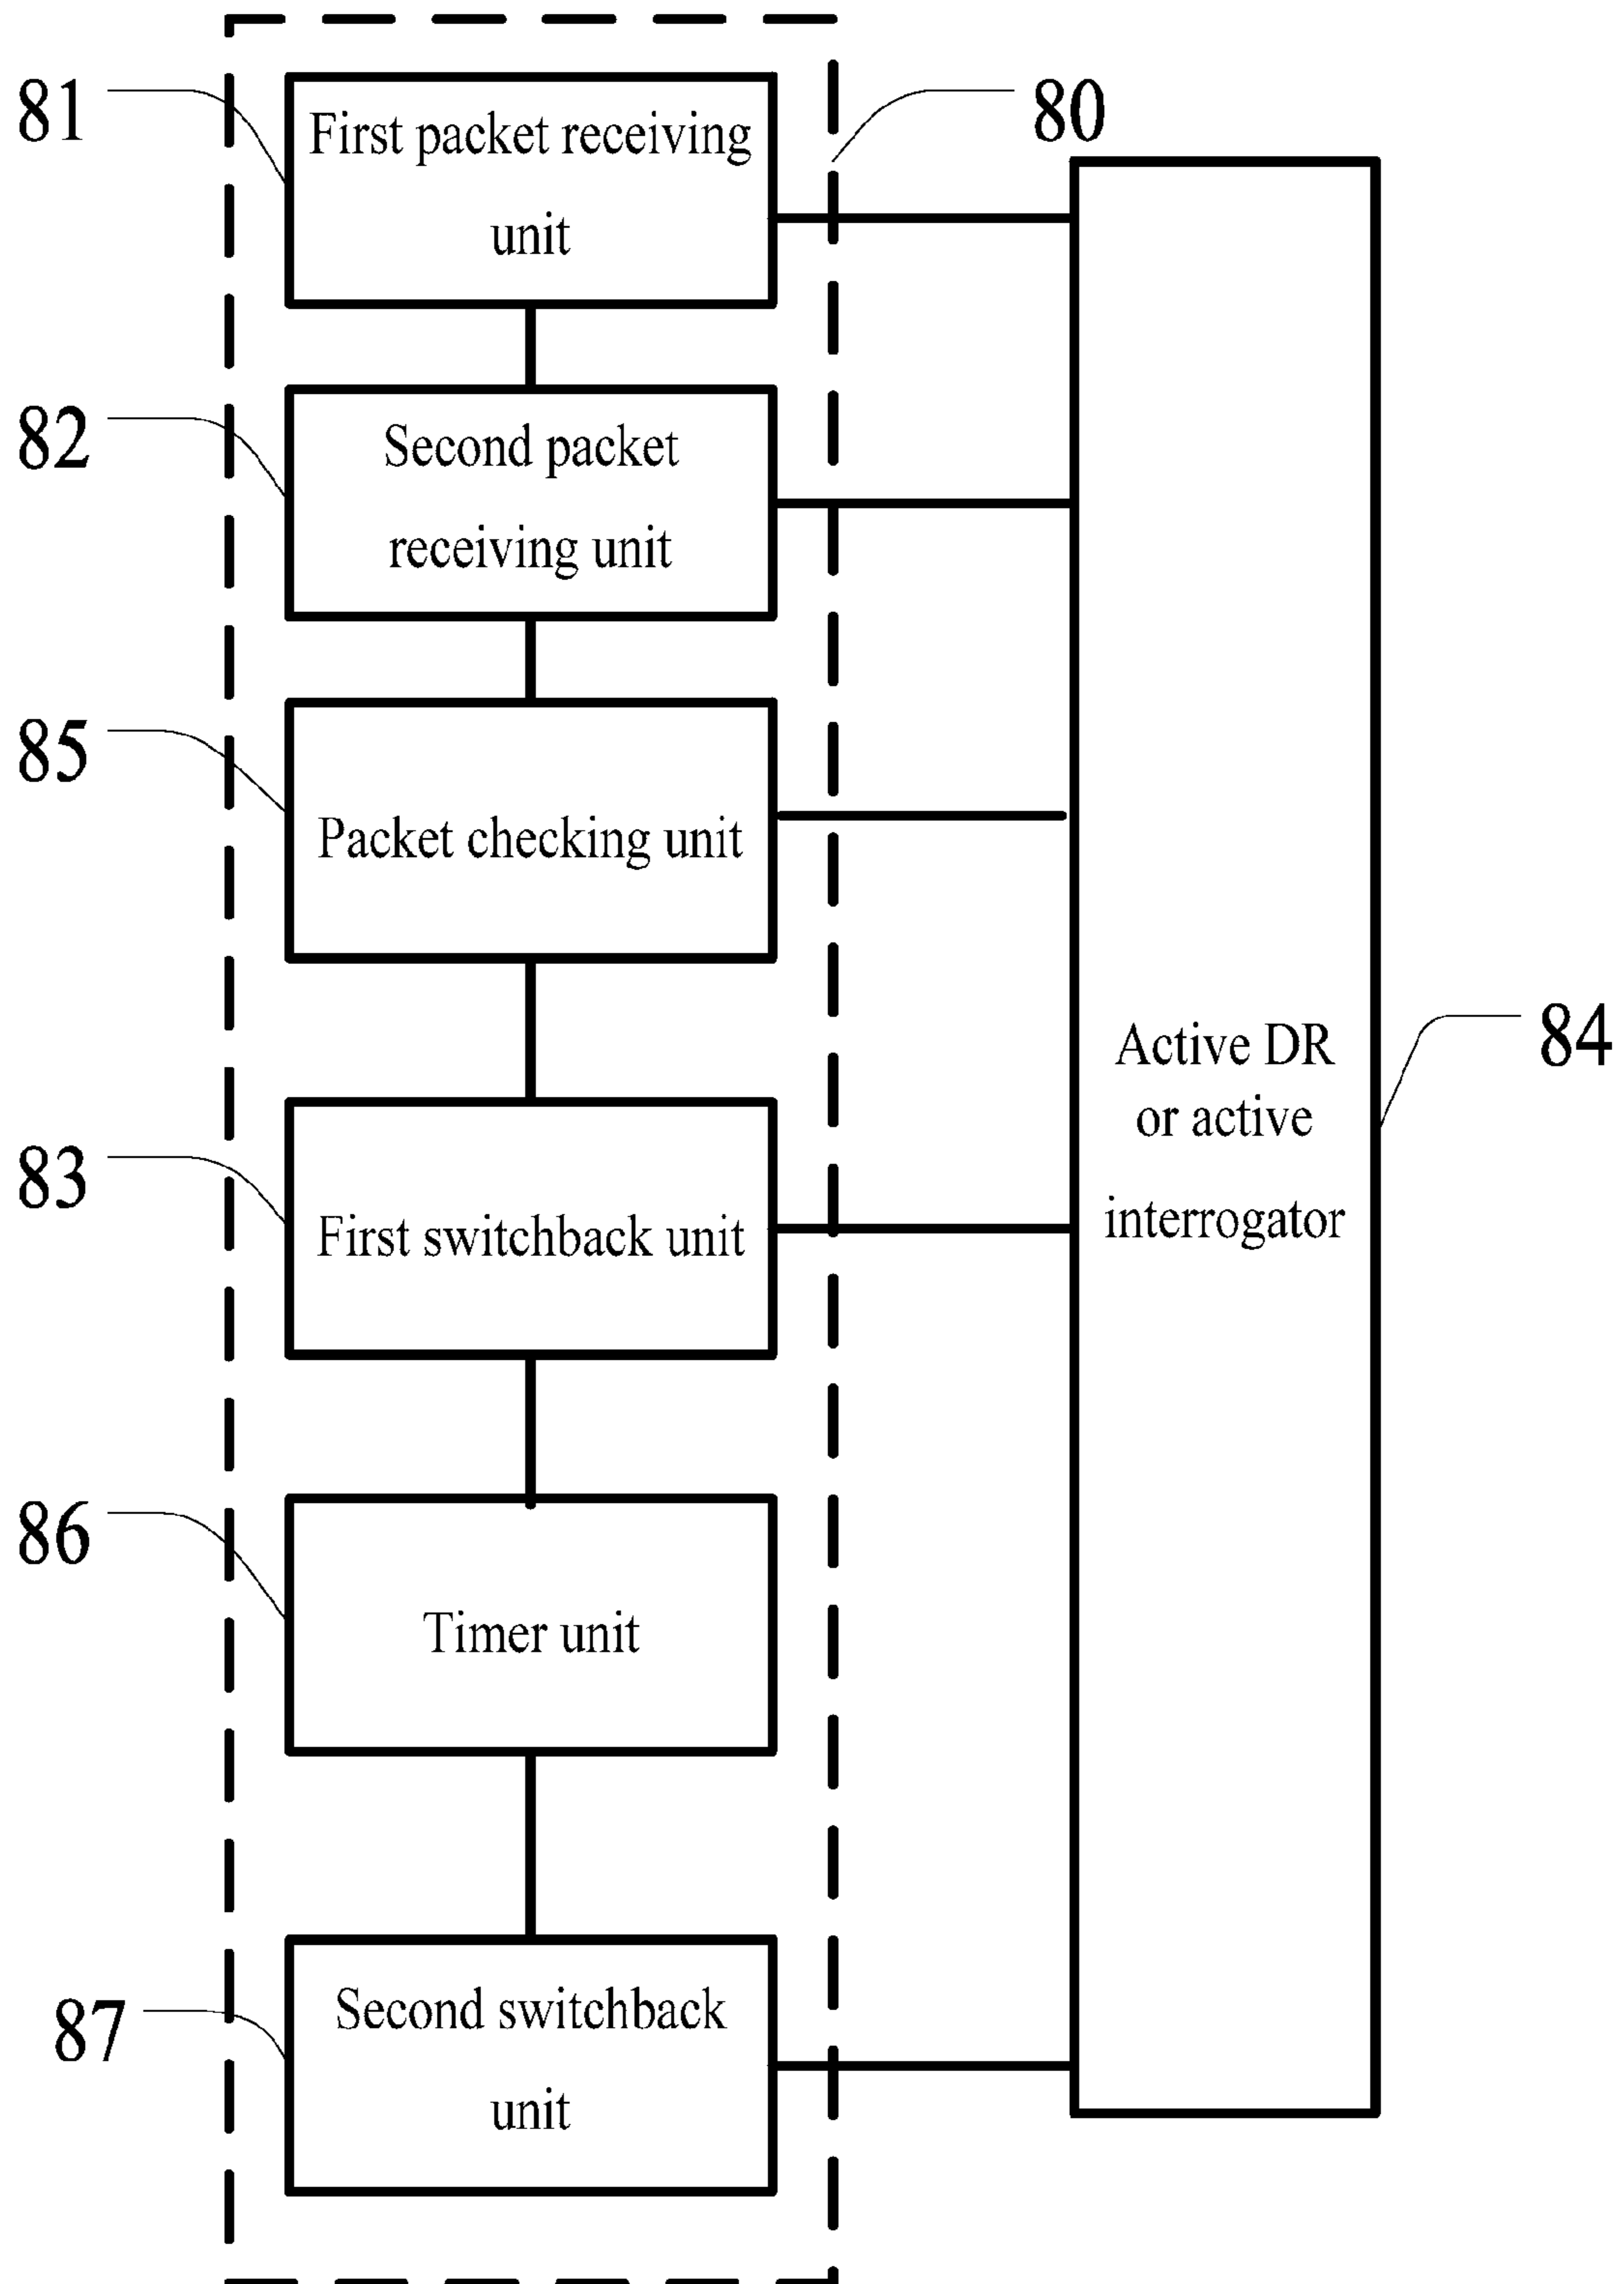 81
First packet receiving
unit
80
82
Second packet
receiving unit
85
Packet checking unit
Active DR
or active
interrogator
84
83
First switchback unit
86
Timer unit
87
Second switchback
unit